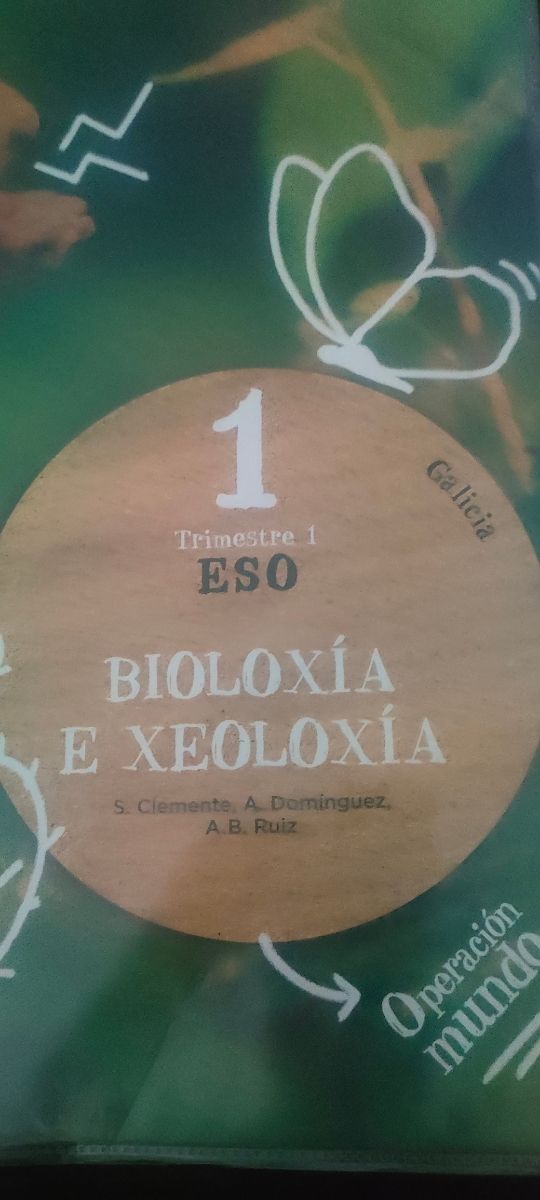 1
Galicia
Trimestre 1
ESO
BIOLOXÍA
E XEOLOXÍA
S. Clemente, A. Domínguez,
A.B. Ruiz
Operación
mundo